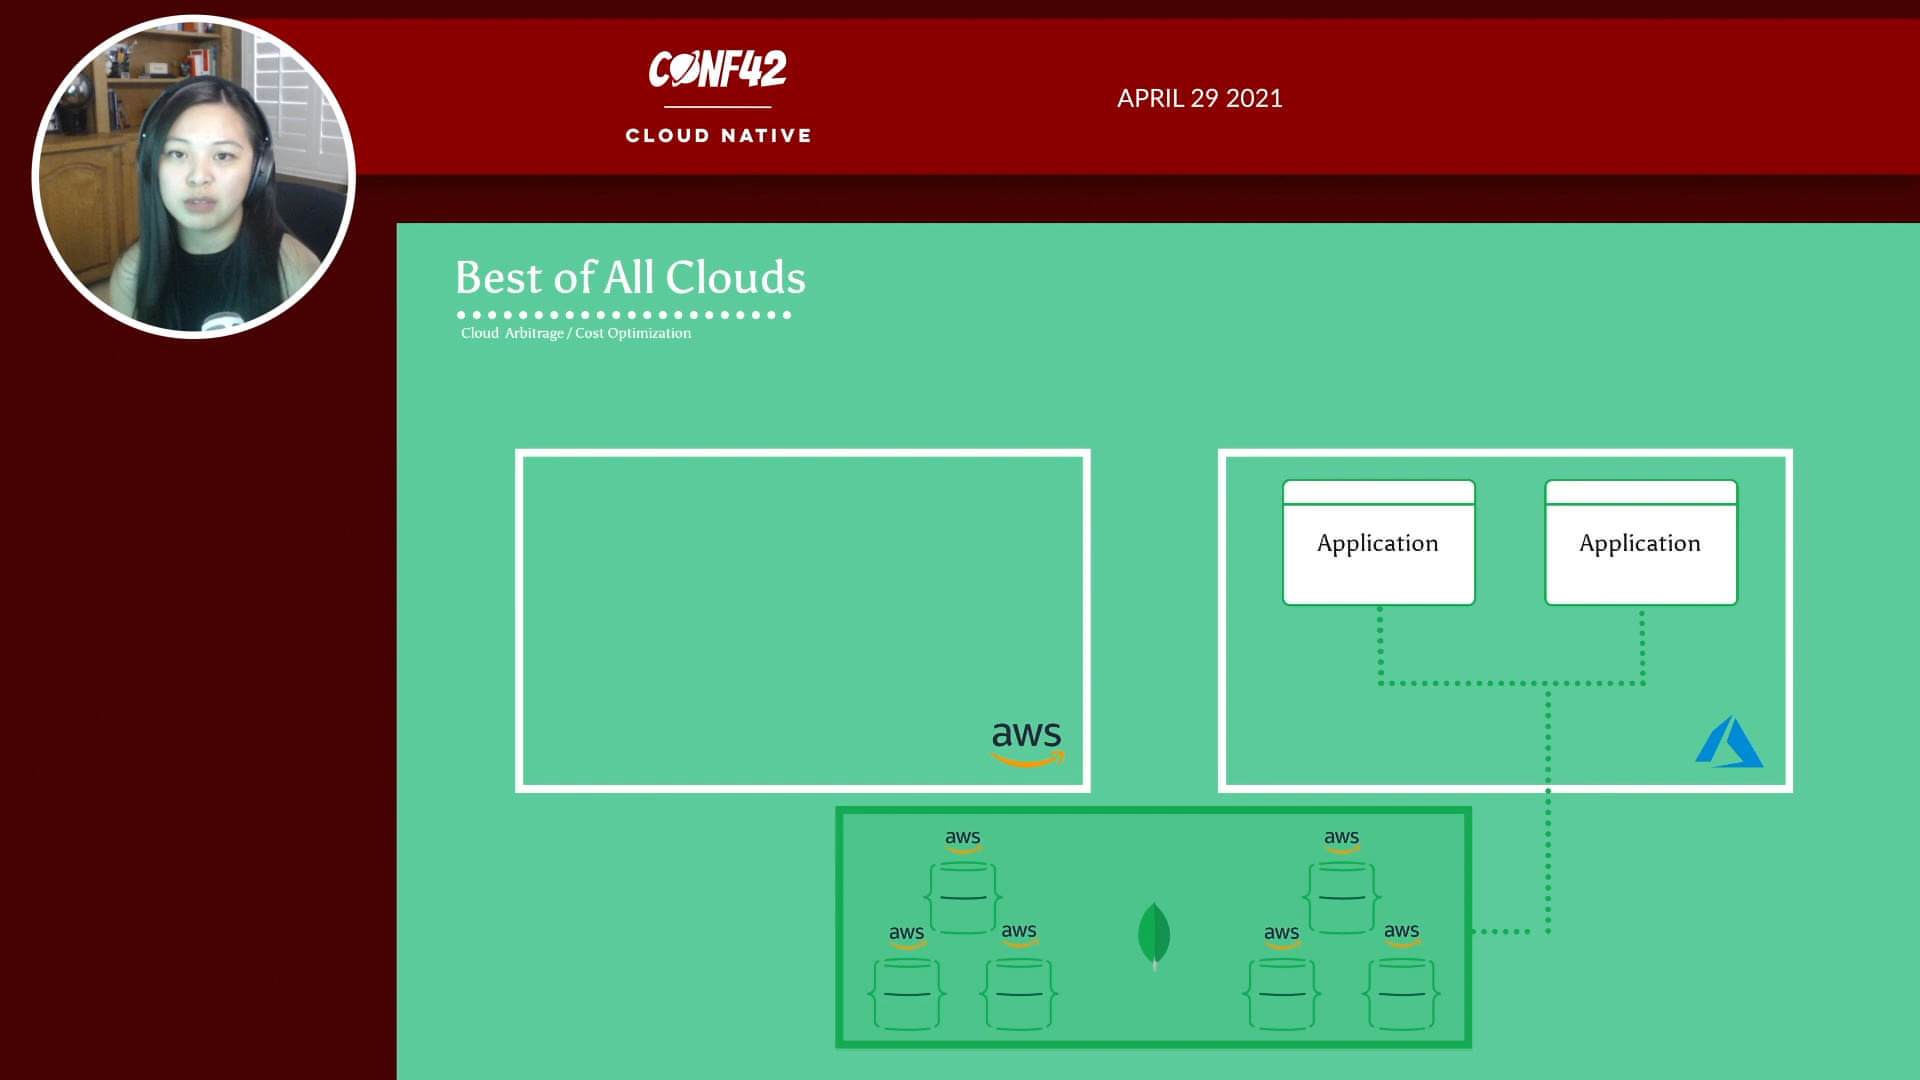 CONF42
CLOUD NATIVE
APRIL 29 2021
Best of All Clouds
Cloud Arbitrage / Cost Optimization
Application
Application
aws
aws
aws
aws
aws
aws
aws